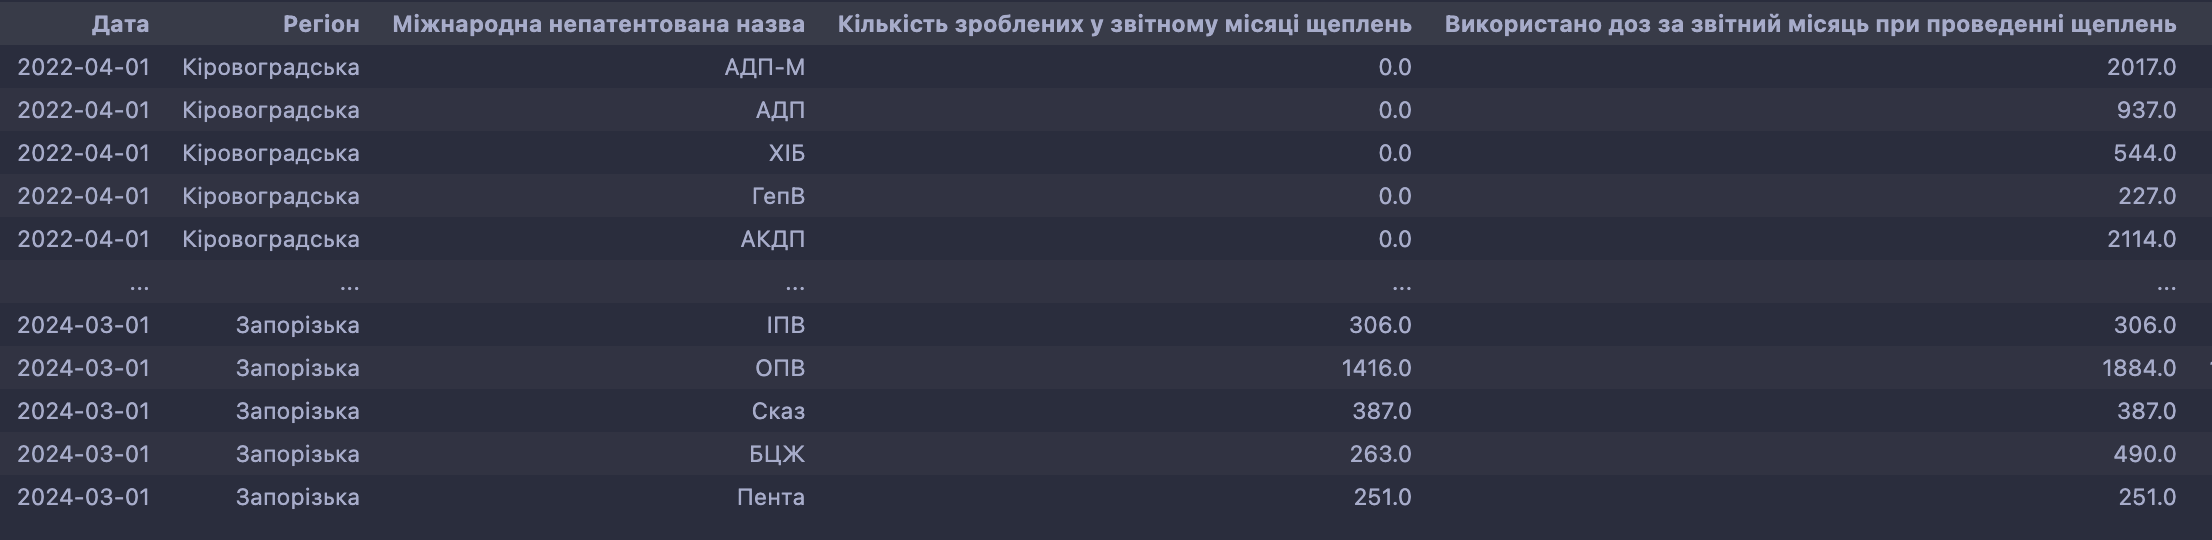 Дата Регіон Міжнародна непатентована назва Кількість зроблених у звітному місяці щеплень Використано доз за звітний місяць при проведенні щеплень
2022-04-01 Кіровоградська АДП-М 0.0 2017.0
2022-04-01 Кіровоградська АДП 0.0 937.0
2022-04-01 Кіровоградська ХІБ 0.0 544.0
2022-04-01 Кіровоградська ГепВ 0.0 227.0
2022-04-01 Кіровоградська АКДП 0.0 2114.0
... ... ... ... ...
2024-03-01 Запорізька ІПВ 306.0 306.0
2024-03-01 Запорізька ОПВ 1416.0 1884.0
2024-03-01 Запорізька Сказ 387.0 387.0
2024-03-01 Запорізька БЦЖ 263.0 490.0
2024-03-01 Запорізька Пента 251.0 251.0